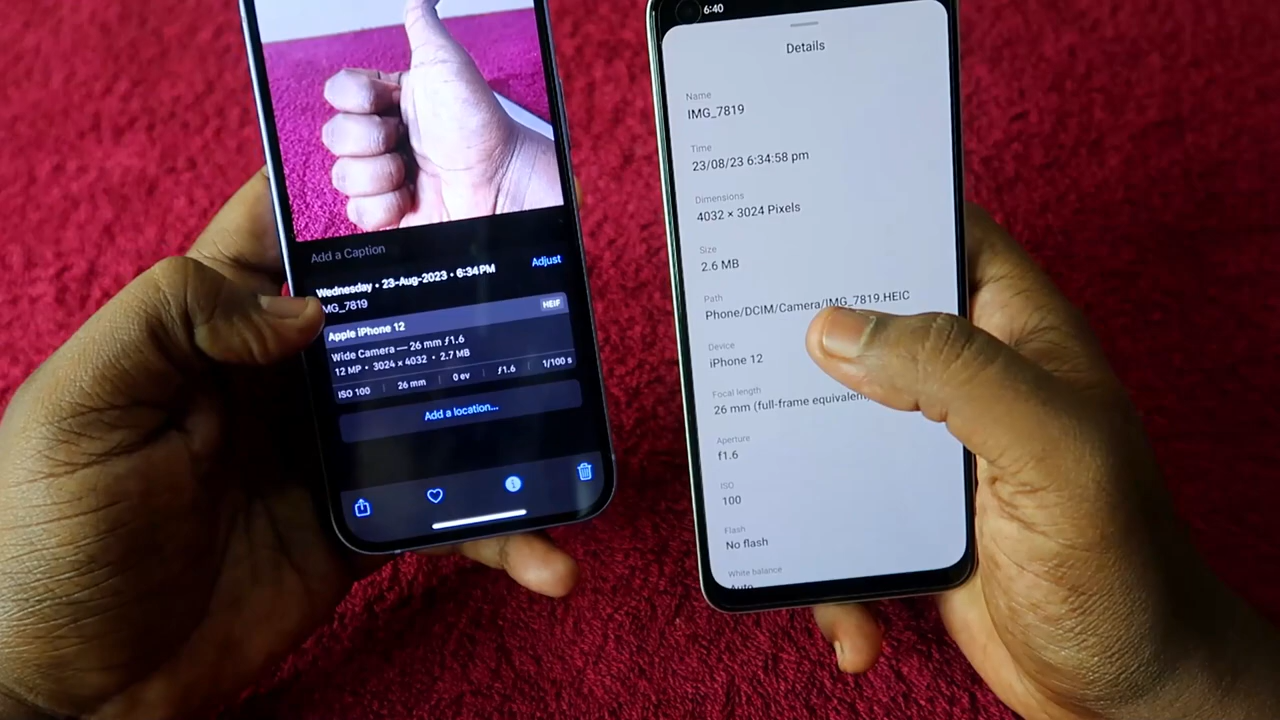 Add a Caption
Wednesday • 23-Aug-2023 • 6:34 PM
Adjust
MG_7819
Apple iPhone 12
HEIF
Wide Camera — 26 mm ƒ1.6
12 MP • 3024 × 4032 • 2.7 MB
ISO 100
26 mm
0 ev
ƒ1.6
1/100 s
Add a location...
6:40
Details
Name
IMG_7819
Time
23/08/23 6:34:58 pm
Dimensions
4032 × 3024 Pixels
Size
2.6 MB
Path
Phone/DCIM/Camera/IMG_7819.HEIC
Device
iPhone 12
Focal length
26 mm (full-frame equivalen
Aperture
f1.6
ISO
100
Flash
No flash
White balance
Auto